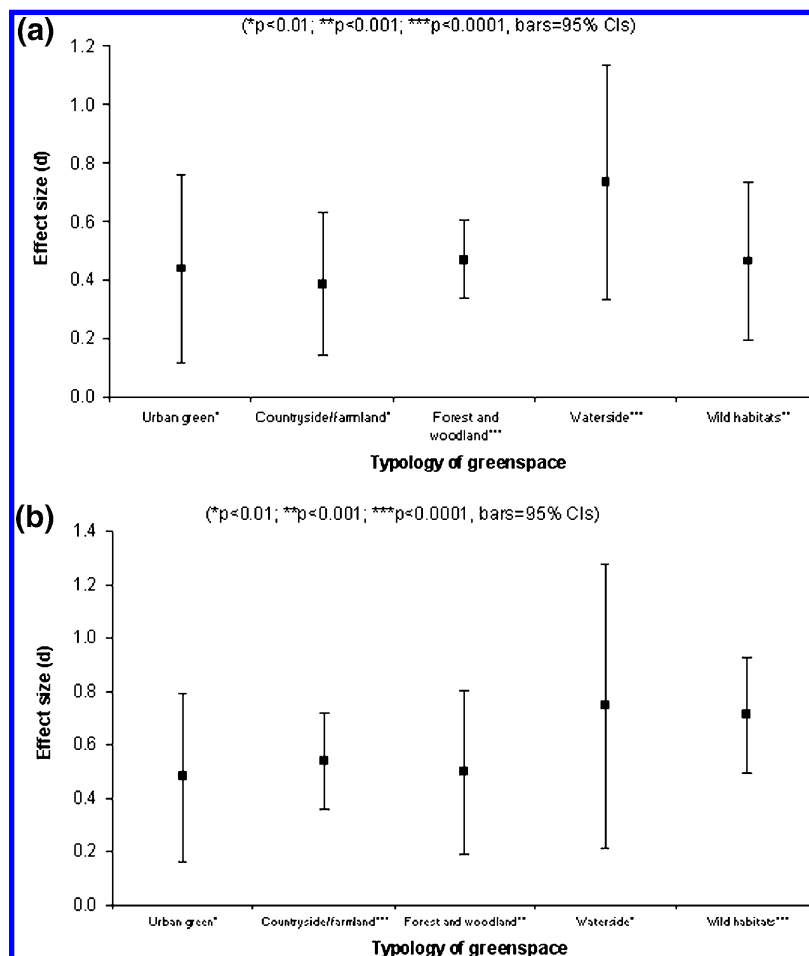 (a)
(*p<0.01; **p<0.001; ***p<0.0001, bars=95% CIs)
1.2
1.0
0.8
0.6
0.4
0.2
0.0
Effect size (d)
Urban green*
Countryside/farmland*
Forest and
woodland***
Waterside***
Wild habitats**
Typology of greenspace
(b)
(*p<0.01; **p<0.001; ***p<0.0001, bars=95% CIs)
1.4
1.2
1.0
0.8
0.6
0.4
0.2
0.0
Effect size (d)
Urban green*
Countryside/farmland***
Forest and woodland**
Waterside*
Wild habitats***
Typology of greenspace